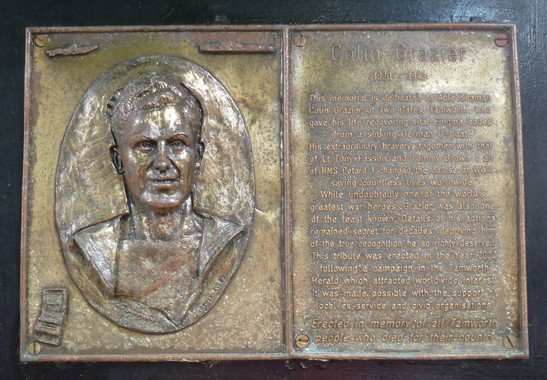 Colin Grazier
1920 - 1942
This memorial is dedicated to Able Seaman
Colin Grazier of Two Gates, Tamworth who
gave his life recovering vital Enigma codes
from a sinking German U-boat.
His extraordinary bravery together with that
of Lt Tony Fasson and Tommy Brown ( all
of HMS Petard ) changed the course of WWII
saving countless lives worldwide.
While undoubtedly one of the world's
greatest war heroes, Grazier was also one
of the least known. Details of his actions
remained secret for decades, depriving him
of the true recognition he so richly deserved.
This tribute was erected in the Year 2002
following a campaign in the Tamworth
Herald which attracted worldwide interest.
It was made possible with the support of
local ex-service and civic organisations.
Erected in memory of all Tamworth
people who died for their country